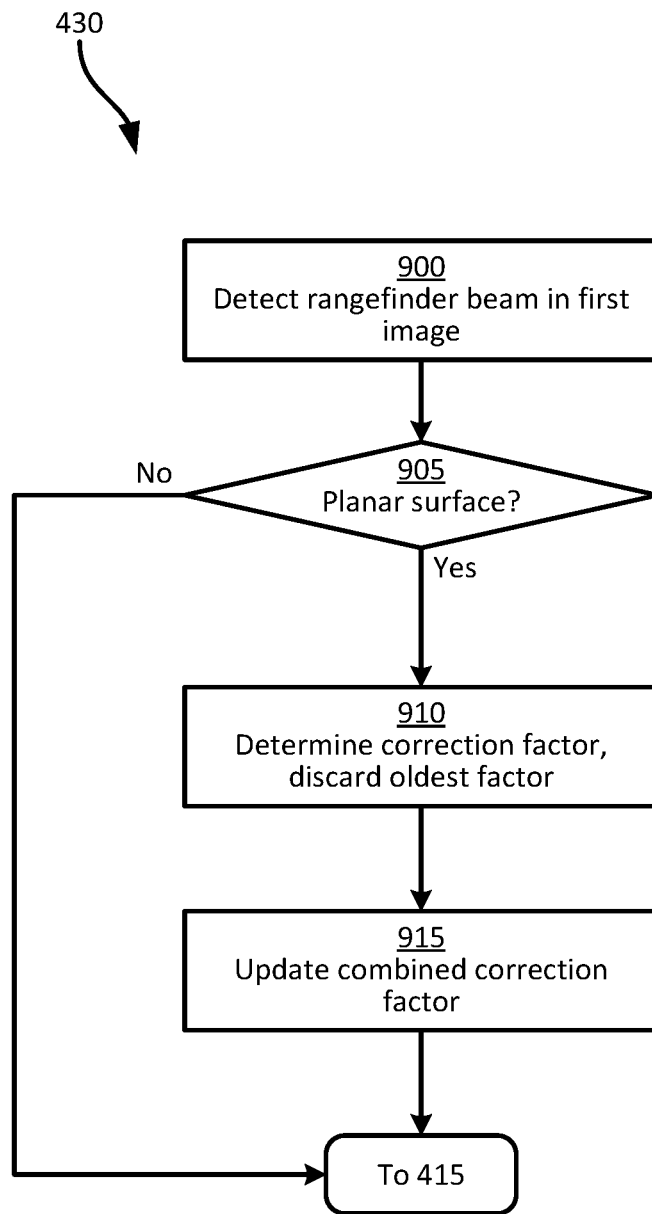 430
900
Detect rangefinder beam in first
image
No
905
Planar surface?
Yes
910
Determine correction factor,
discard oldest factor
915
Update combined correction
factor
To 415